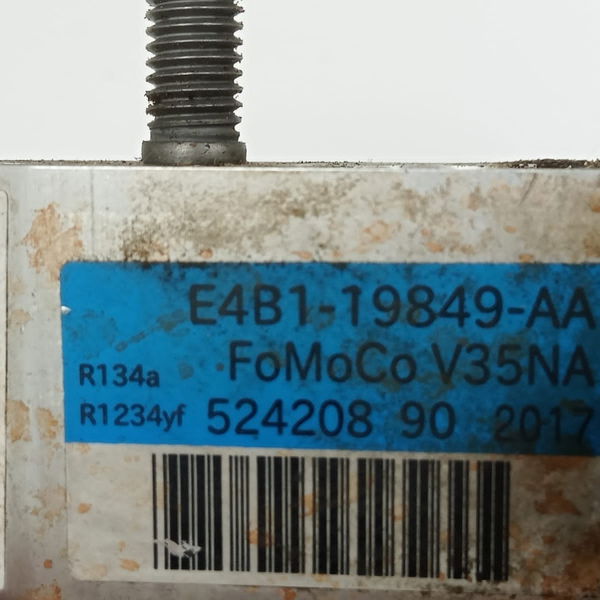 E4B1-19849-AA
R134a FoMoCo V35NA
R1234yf 524208 90 2017